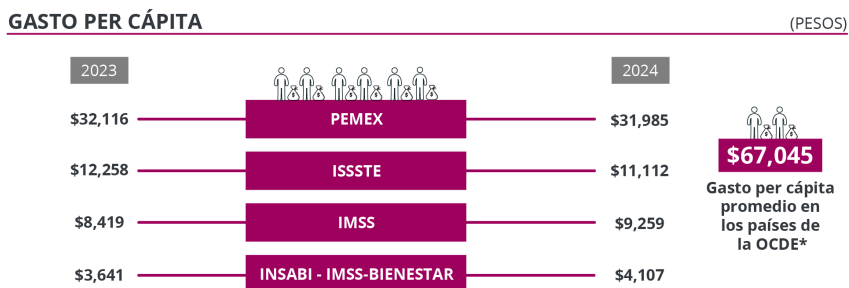 GASTO PER CÁPITA
(PESOS)
2023
2024
$32,116
PEMEX
$31,985
$12,258
ISSSTE
$11,112
$8,419
IMSS
$9,259
$3,641
INSABI - IMSS-BIENESTAR
$4,107
$67,045
Gasto per cápita
promedio en
los países de
la OCDE*